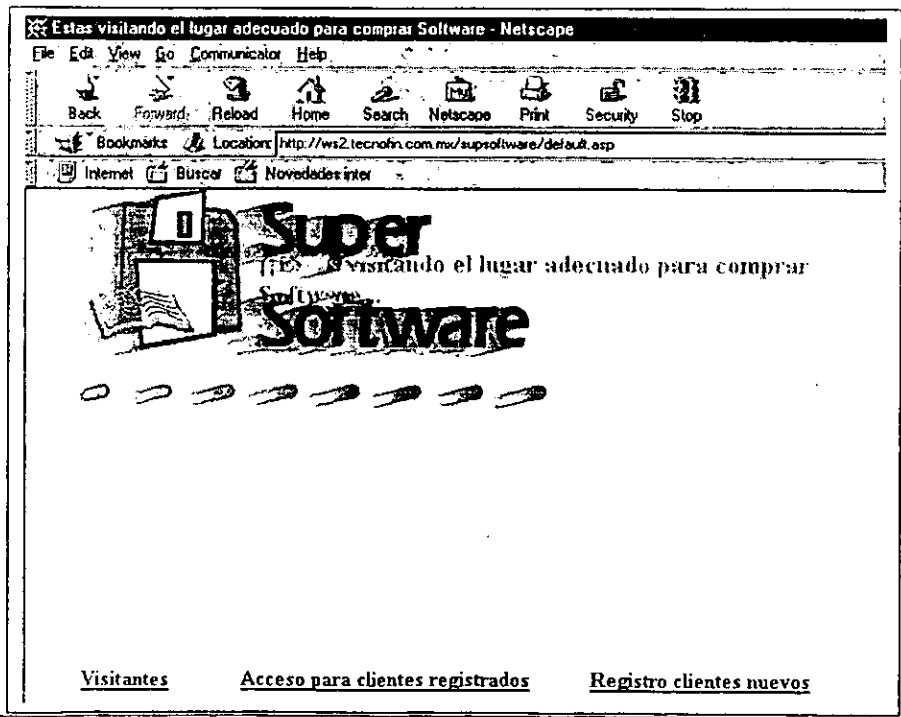 Estas visitando el lugar adecuado para comprar Software - Netscape
File Edit View Go Communicator Help
Back Forward Reload Home Search Netscape Print Security Stop
Bookmarks Location: http://ws2.tecnofin.com.mx/supsoftware/default.asp
Internet Buscar Novedades inter
Super
visitando el lugar adecuado para comprar
Software...
Software
Visitantes Acceso para clientes registrados Registro clientes nuevos